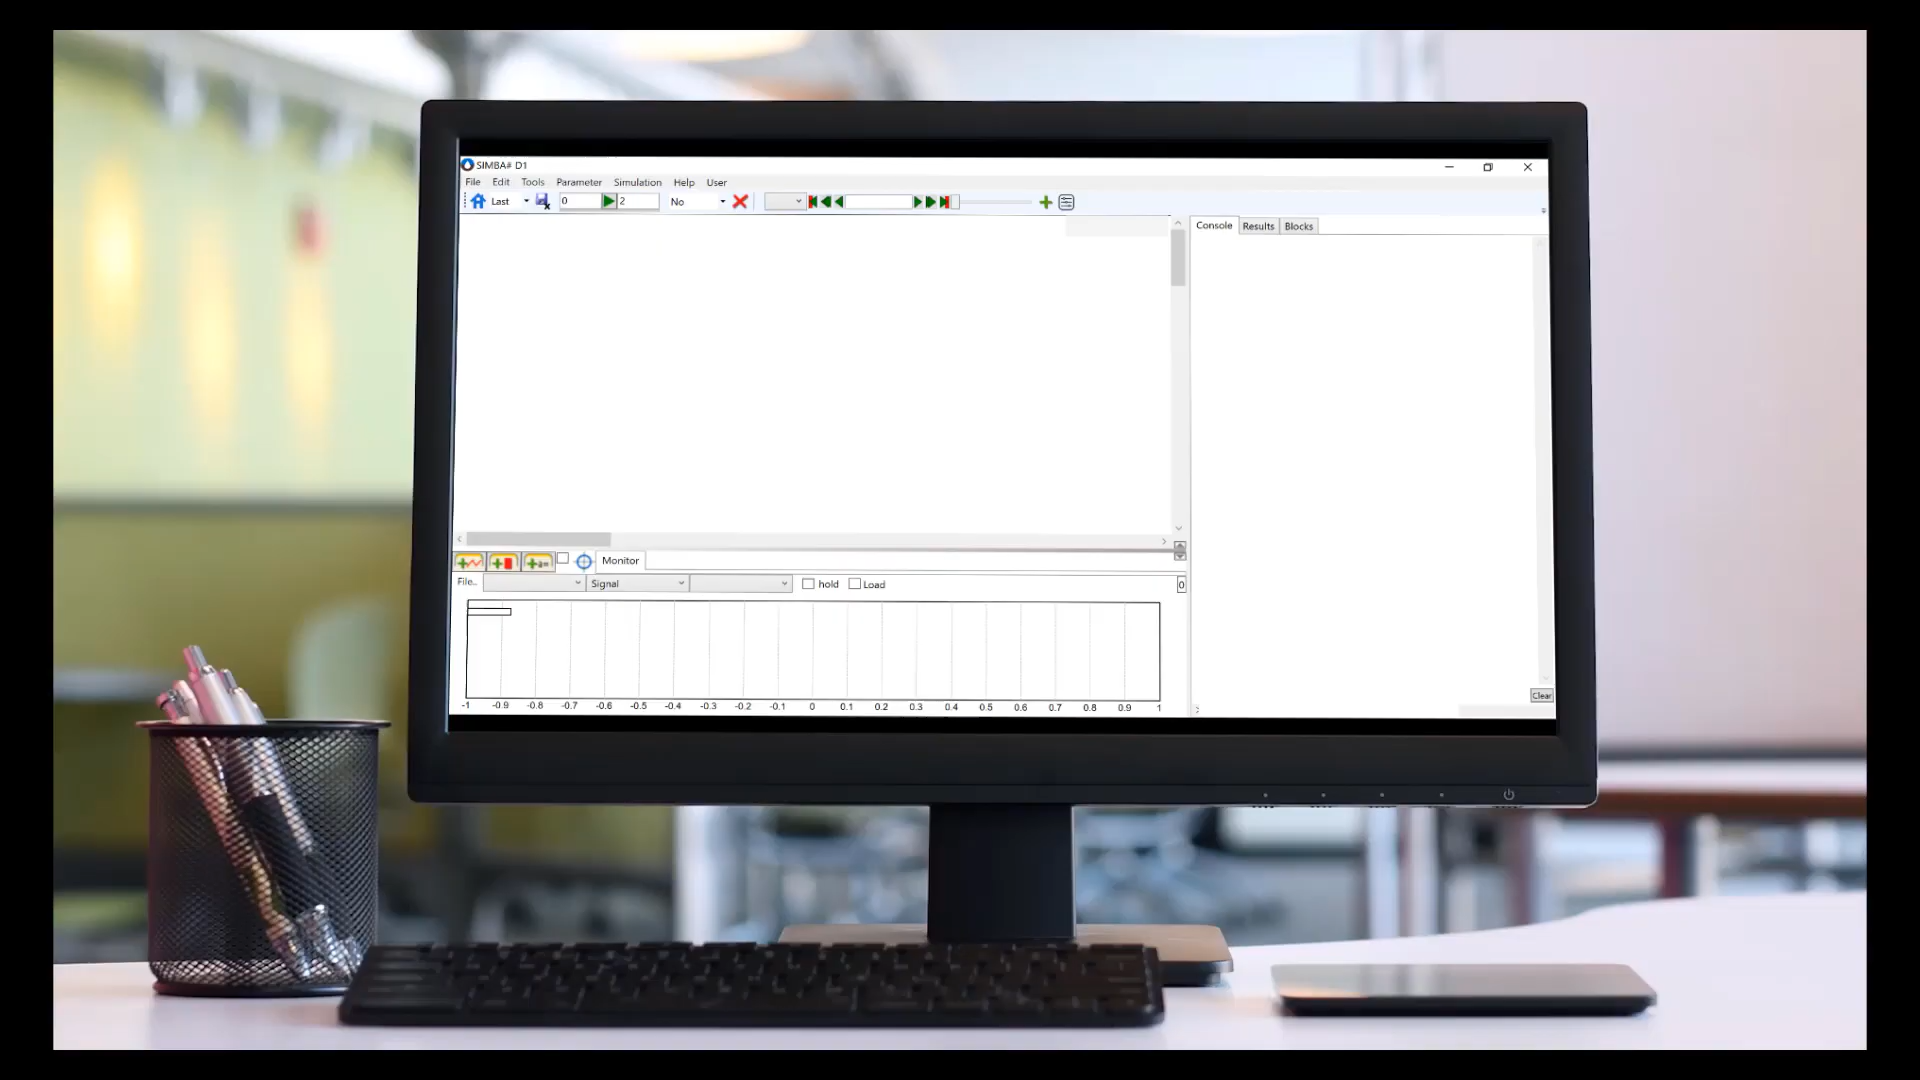 SIMBA# D1
File Edit Tools Parameter Simulation Help User
Last 0 2 No
Console Results Blocks
Monitor
File.. Signal hold Load 0
Clear
-1 -0.9 -0.8 -0.7 -0.6 -0.5 -0.4 -0.3 -0.2 -0.1 0 0.1 0.2 0.3 0.4 0.5 0.6 0.7 0.8 0.9 1